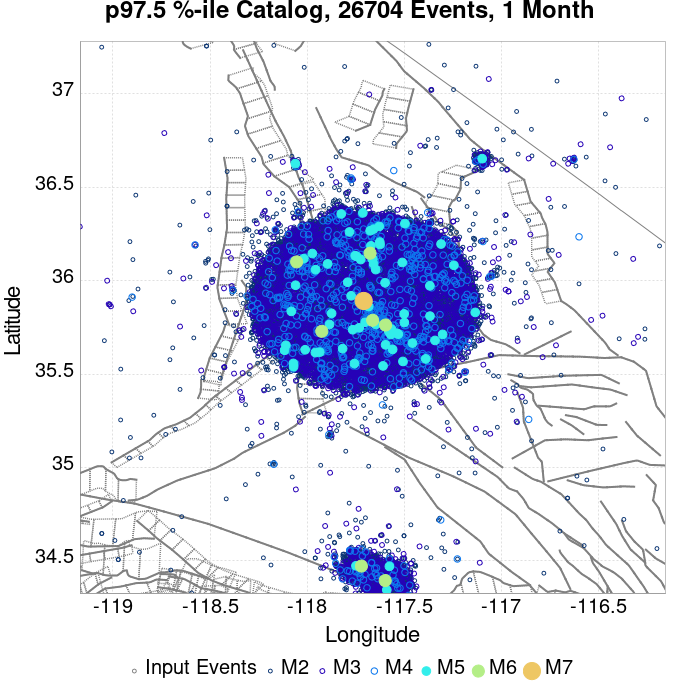 p97.5 %-ile Catalog, 26704 Events, 1 Month
37
36.5
36
35.5
35
34.5
Latitude
-119 -118.5 -118 -117.5 -117 -116.5
Longitude
Input Events M2 M3 M4 M5 M6 M7